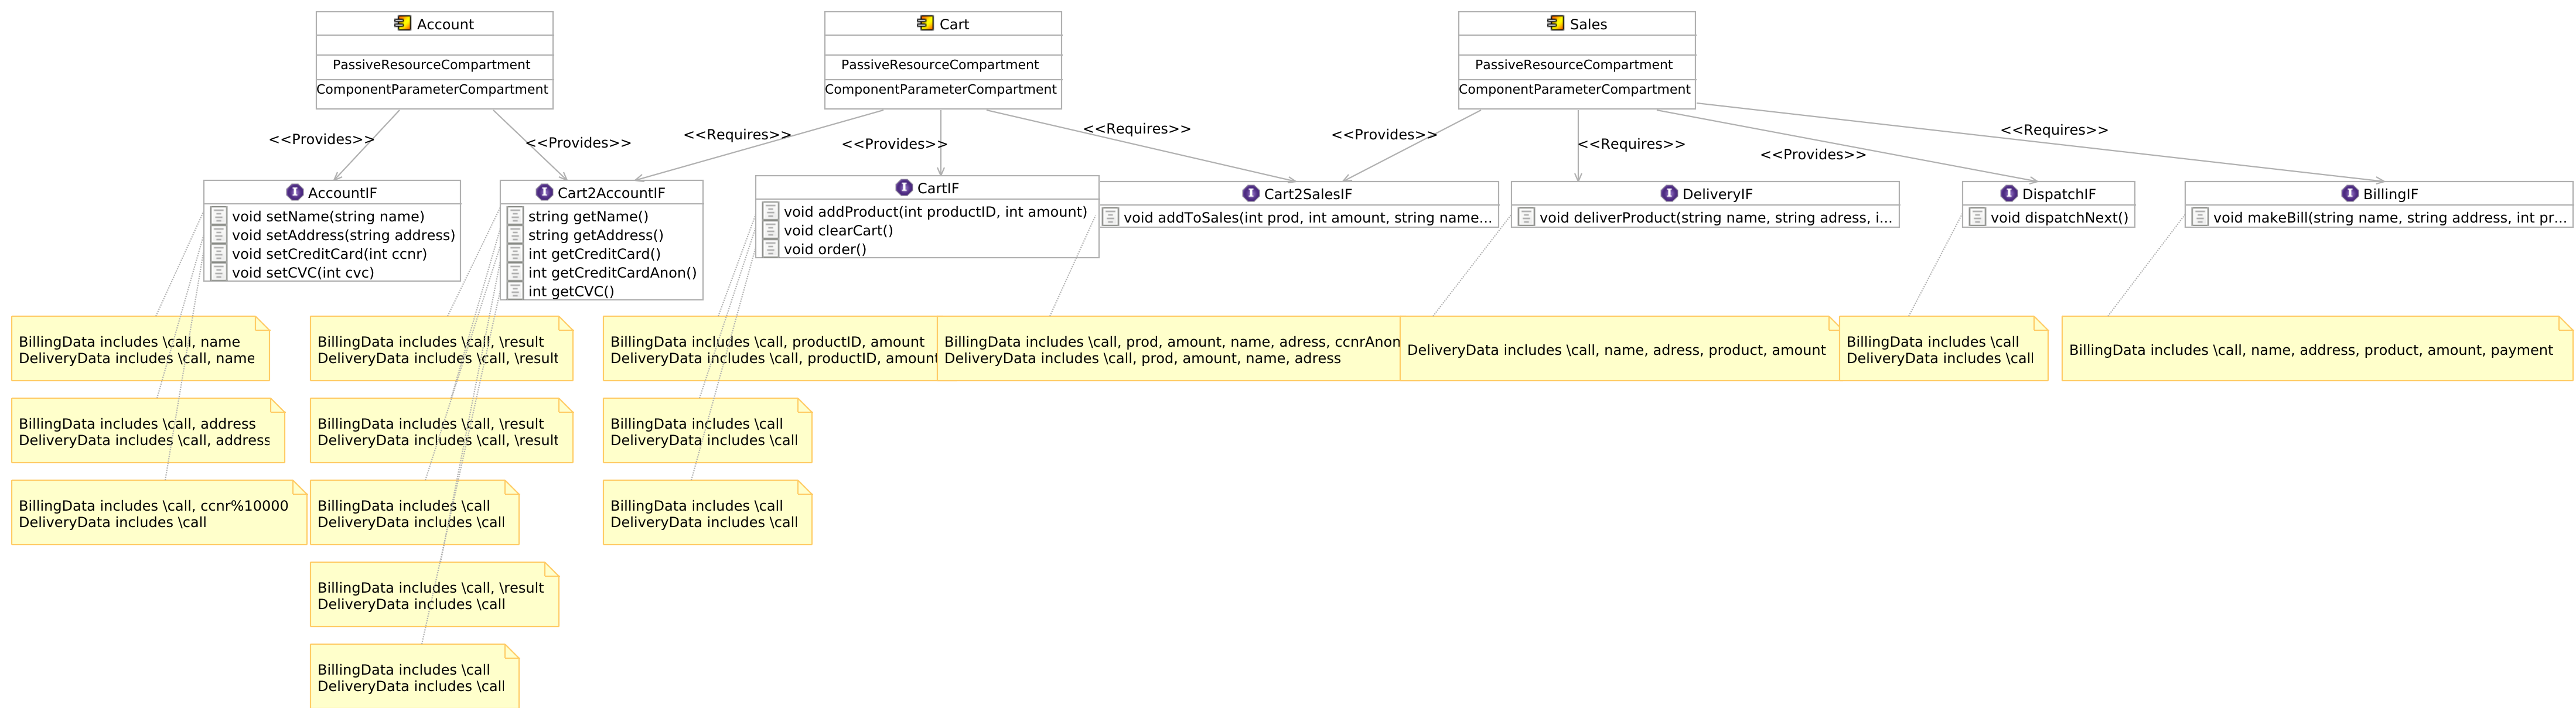 Account
PassiveResourceCompartment
ComponentParameterCompartment
Cart
PassiveResourceCompartment
ComponentParameterCompartment
Sales
PassiveResourceCompartment
ComponentParameterCompartment
<<Provides>>
<<Provides>>
<<Requires>>
<<Provides>>
<<Requires>>
<<Provides>>
<<Requires>>
<<Provides>>
<<Requires>>
AccountIF
void setName(string name)
void setAddress(string address)
void setCreditCard(int ccnr)
void setCVC(int cvc)
Cart2AccountIF
string getName()
string getAddress()
int getCreditCard()
int getCreditCardAnon()
int getCVC()
CartIF
void addProduct(int productID, int amount)
void clearCart()
void order()
Cart2SalesIF
void addToSales(int prod, int amount, string name...
DeliveryIF
void deliverProduct(string name, string adress, i...
DispatchIF
void dispatchNext()
BillingIF
void makeBill(string name, string address, int pr...
BillingData includes \call, name
DeliveryData includes \call, name
BillingData includes \call, \result
DeliveryData includes \call, \result
BillingData includes \call, productID, amount
DeliveryData includes \call, productID, amount
BillingData includes \call, prod, amount, name, adress, ccnrAnon
DeliveryData includes \call, prod, amount, name, adress
DeliveryData includes \call, name, adress, product, amount
BillingData includes \call
DeliveryData includes \call
BillingData includes \call, name, address, product, amount, payment
BillingData includes \call, address
DeliveryData includes \call, address
BillingData includes \call, \result
DeliveryData includes \call, \result
BillingData includes \call
DeliveryData includes \call
BillingData includes \call, ccnr%10000
DeliveryData includes \call
BillingData includes \call
DeliveryData includes \call
BillingData includes \call
DeliveryData includes \call
BillingData includes \call, \result
DeliveryData includes \call
BillingData includes \call
DeliveryData includes \call